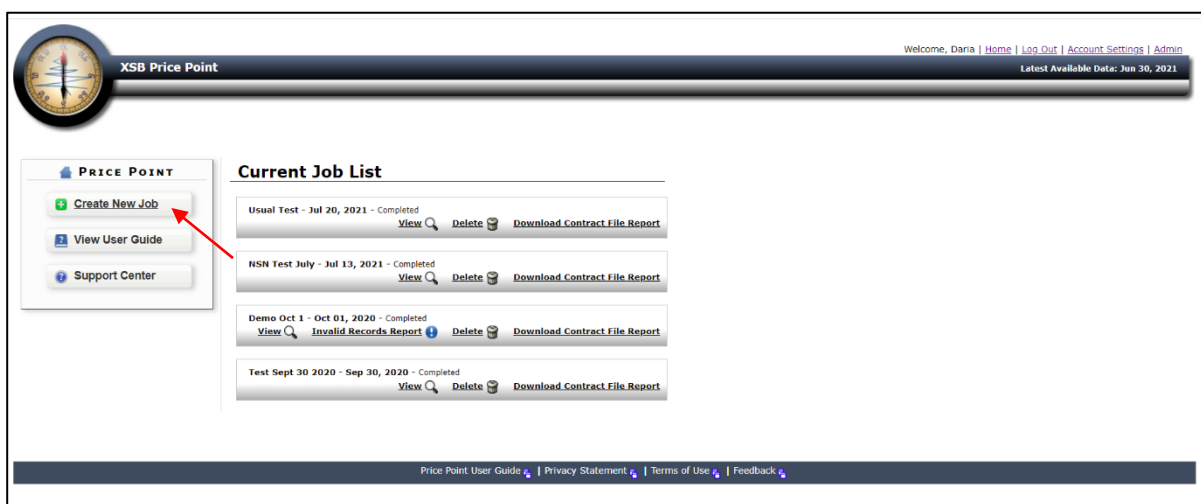 Welcome, Daria | Home | Log Out | Account Settings | Admin
XSB Price Point
Latest Available Data: Jun 30, 2021
PRICE POINT
Create New Job
View User Guide
Support Center
Current Job List
Usual Test - Jul 20, 2021 - Completed
View Delete Download Contract File Report
NSN Test July - Jul 13, 2021 - Completed
View Delete Download Contract File Report
Demo Oct 1 - Oct 01, 2020 - Completed
View Invalid Records Report Delete Download Contract File Report
Test Sept 30 2020 - Sep 30, 2020 - Completed
View Delete Download Contract File Report
Price Point User Guide | Privacy Statement | Terms of Use | Feedback